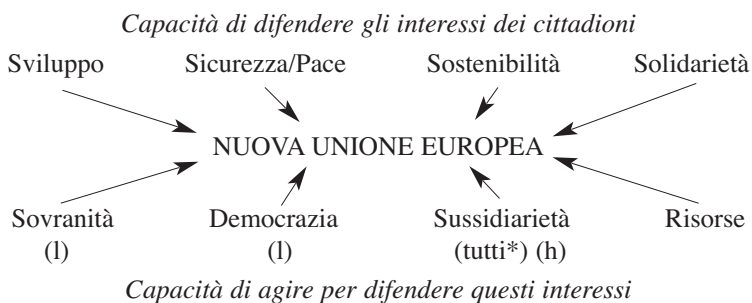 Capacità di difendere gli interessi dei cittadioni
Sviluppo Sicurezza/Pace Sostenibilità Solidarietà
NUOVA UNIONE EUROPEA
Sovranità Democrazia Sussidiarietà Risorse
(l) (l) (tutti*) (h)
Capacità di agire per difendere questi interessi